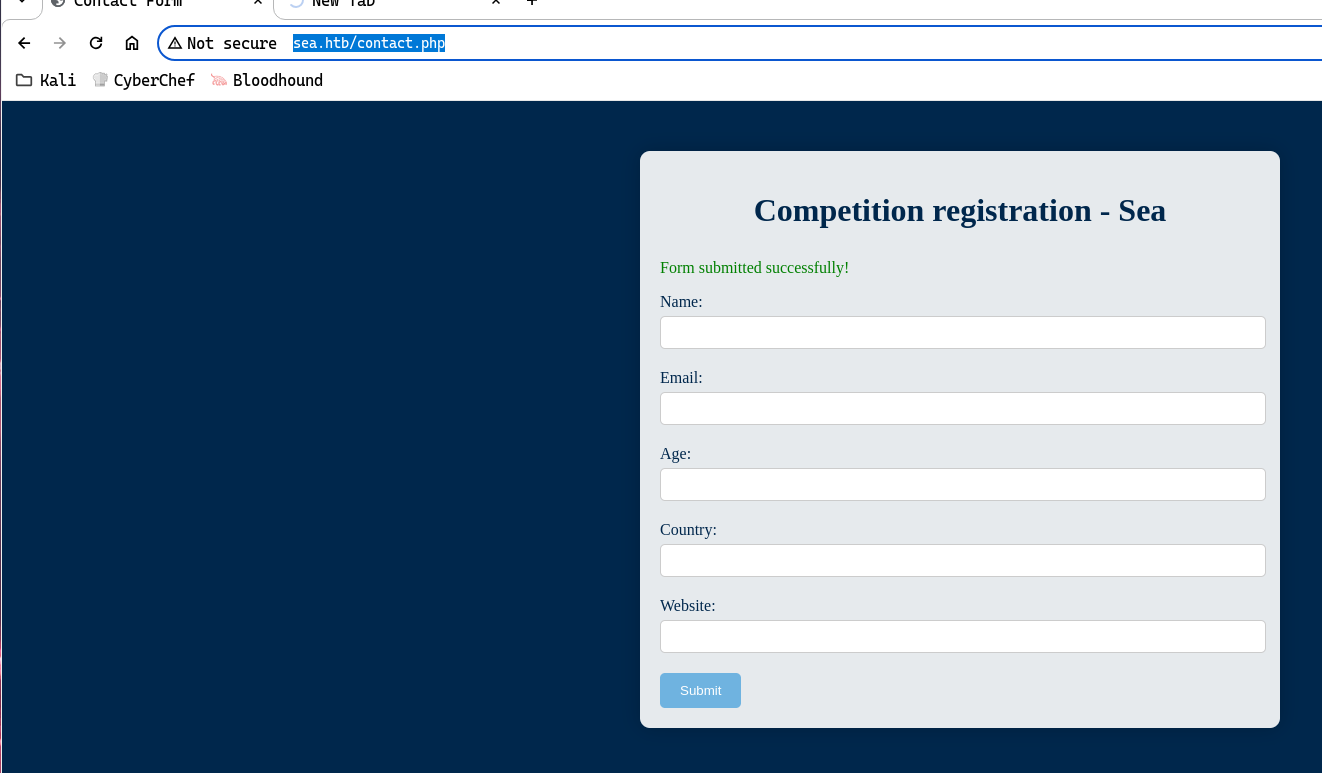 Contact Form
New Tab
Not secure sea.htb/contact.php
Kali CyberChef Bloodhound
Competition registration - Sea
Form submitted successfully!
Name:
Email:
Age:
Country:
Website:
Submit